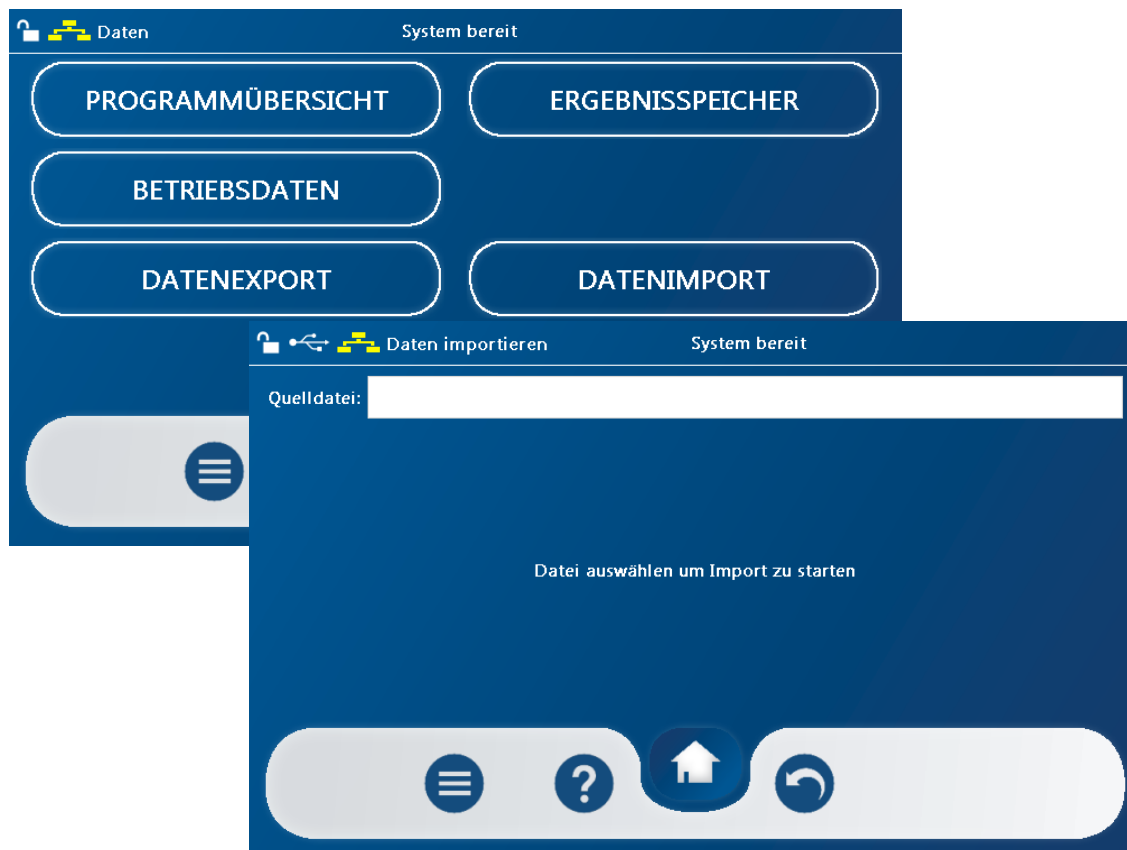 Daten System bereit
PROGRAMMÜBERSICHT ERGEBNISSPEICHER
BETRIEBSDATEN
DATENEXPORT DATENIMPORT
Daten importieren System bereit
Quelldatei:
Datei auswählen um Import zu starten
?